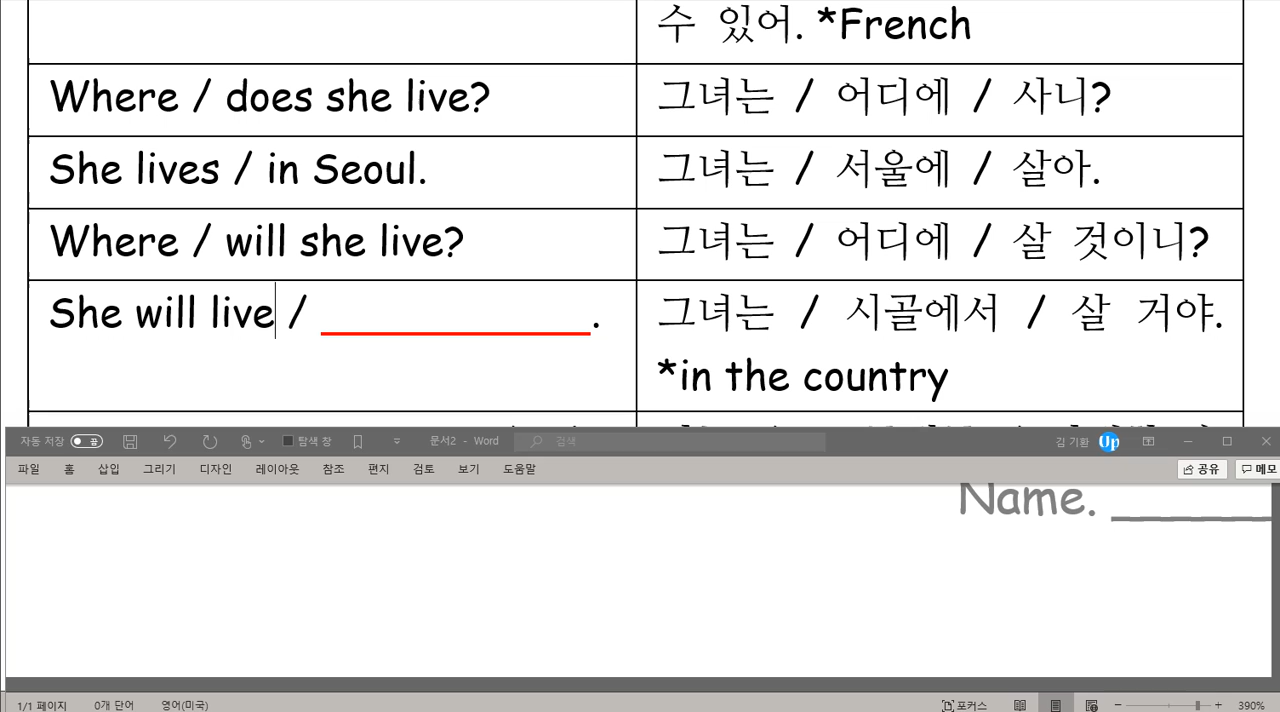 수 있어. *French
Where / does she live?
그녀는 / 어디에 / 사니?
She lives / in Seoul.
그녀는 / 서울에 / 살아.
Where / will she live?
그녀는 / 어디에 / 살 것이니?
She will live / ____________.
그녀는 / 시골에서 / 살 거야.
*in the country
자동 저장 끔 탐색 창 문서2 - Word 검색 김 기환 Up
파일 홈 삽입 그리기 디자인 레이아웃 참조 편지 검토 보기 도움말 공유 메모
Name. ______
1/1 페이지 0개 단어 영어(미국) 포커스 - + 390%